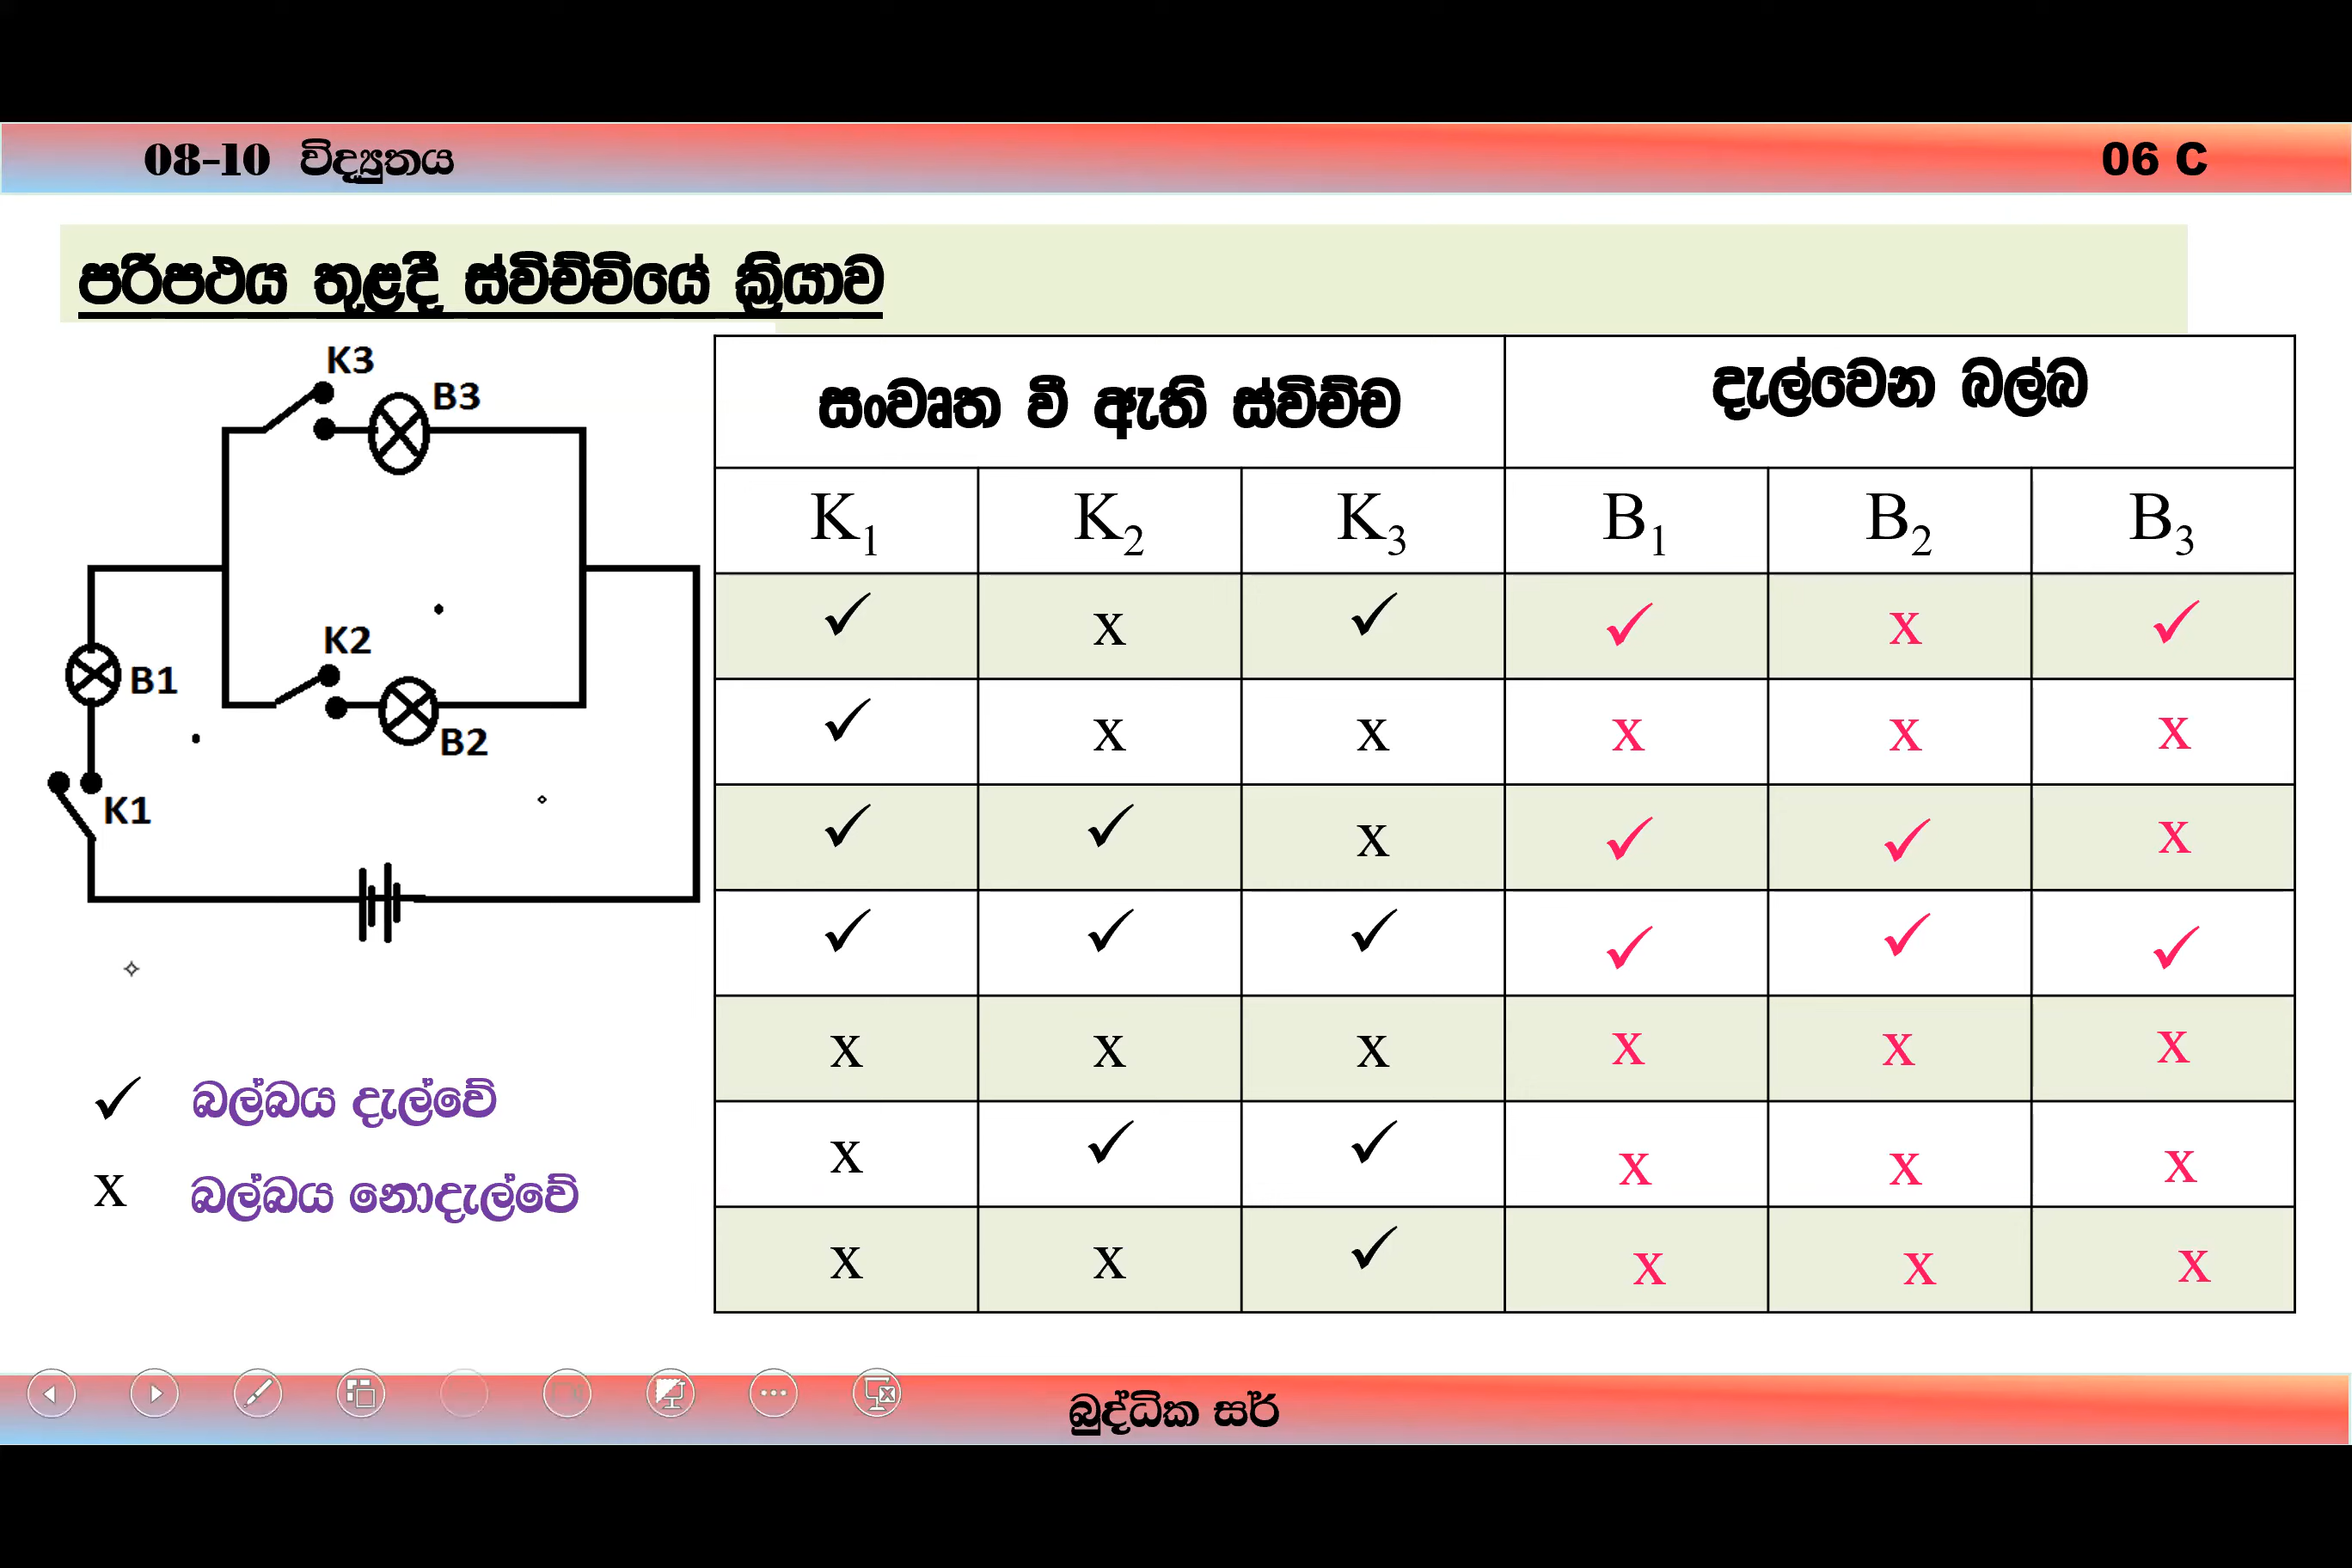 08-10 විද්‍යුතය
06 C
පරිපථය තුළදී ස්විච්චියේ ක්‍රියාව
K3
B3
K2
B1
B2
K1
සංවෘත වී ඇති ස්විච්ච දැල්වෙන බල්බ
K₁ K₂ K₃ B₁ B₂ B₃
✓ x ✓ ✓ x ✓
✓ x x x x x
✓ ✓ x ✓ ✓ x
✓ ✓ ✓ ✓ ✓ ✓
x x x x x x
x ✓ ✓ x x x
x x ✓ x x x
✓ බල්බය දැල්වේ
x බල්බය නොදැල්වේ
බුද්ධික සර්